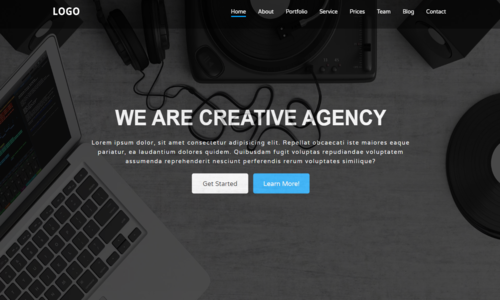 LOGO
Home About Portfolio Service Prices Team Blog Contact
WE ARE CREATIVE AGENCY
Lorem ipsum dolor, sit amet consectetur adipisicing elit. Repellat obcaecati iste maiores eaque
pariatur, ea laudantium dolores quidem. Quibusdam fugit voluptas repudiandae voluptatem
assumenda reprehenderit nesciunt perferendis rerum voluptates similique?
Get Started Learn More!